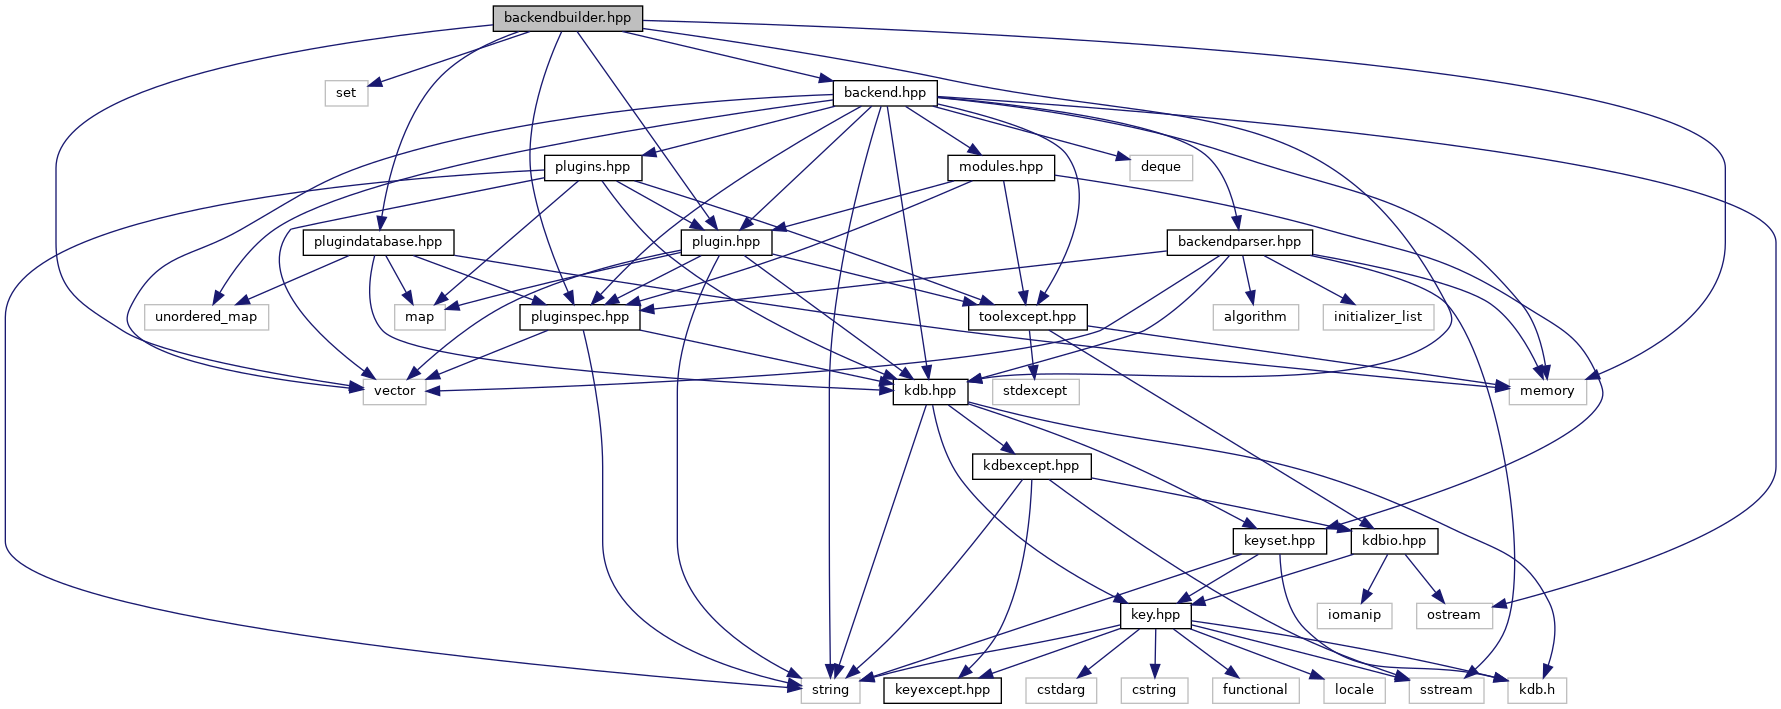 backendbuilder.hpp
set
backend.hpp
plugins.hpp
modules.hpp
deque
plugindatabase.hpp
plugin.hpp
backendparser.hpp
unordered_map
map
pluginspec.hpp
toolexcept.hpp
algorithm
initializer_list
vector
kdb.hpp
stdexcept
memory
kdbexcept.hpp
keyset.hpp
kdbio.hpp
key.hpp
iomanip
ostream
string
keyexcept.hpp
cstdarg
cstring
functional
locale
sstream
kdb.h